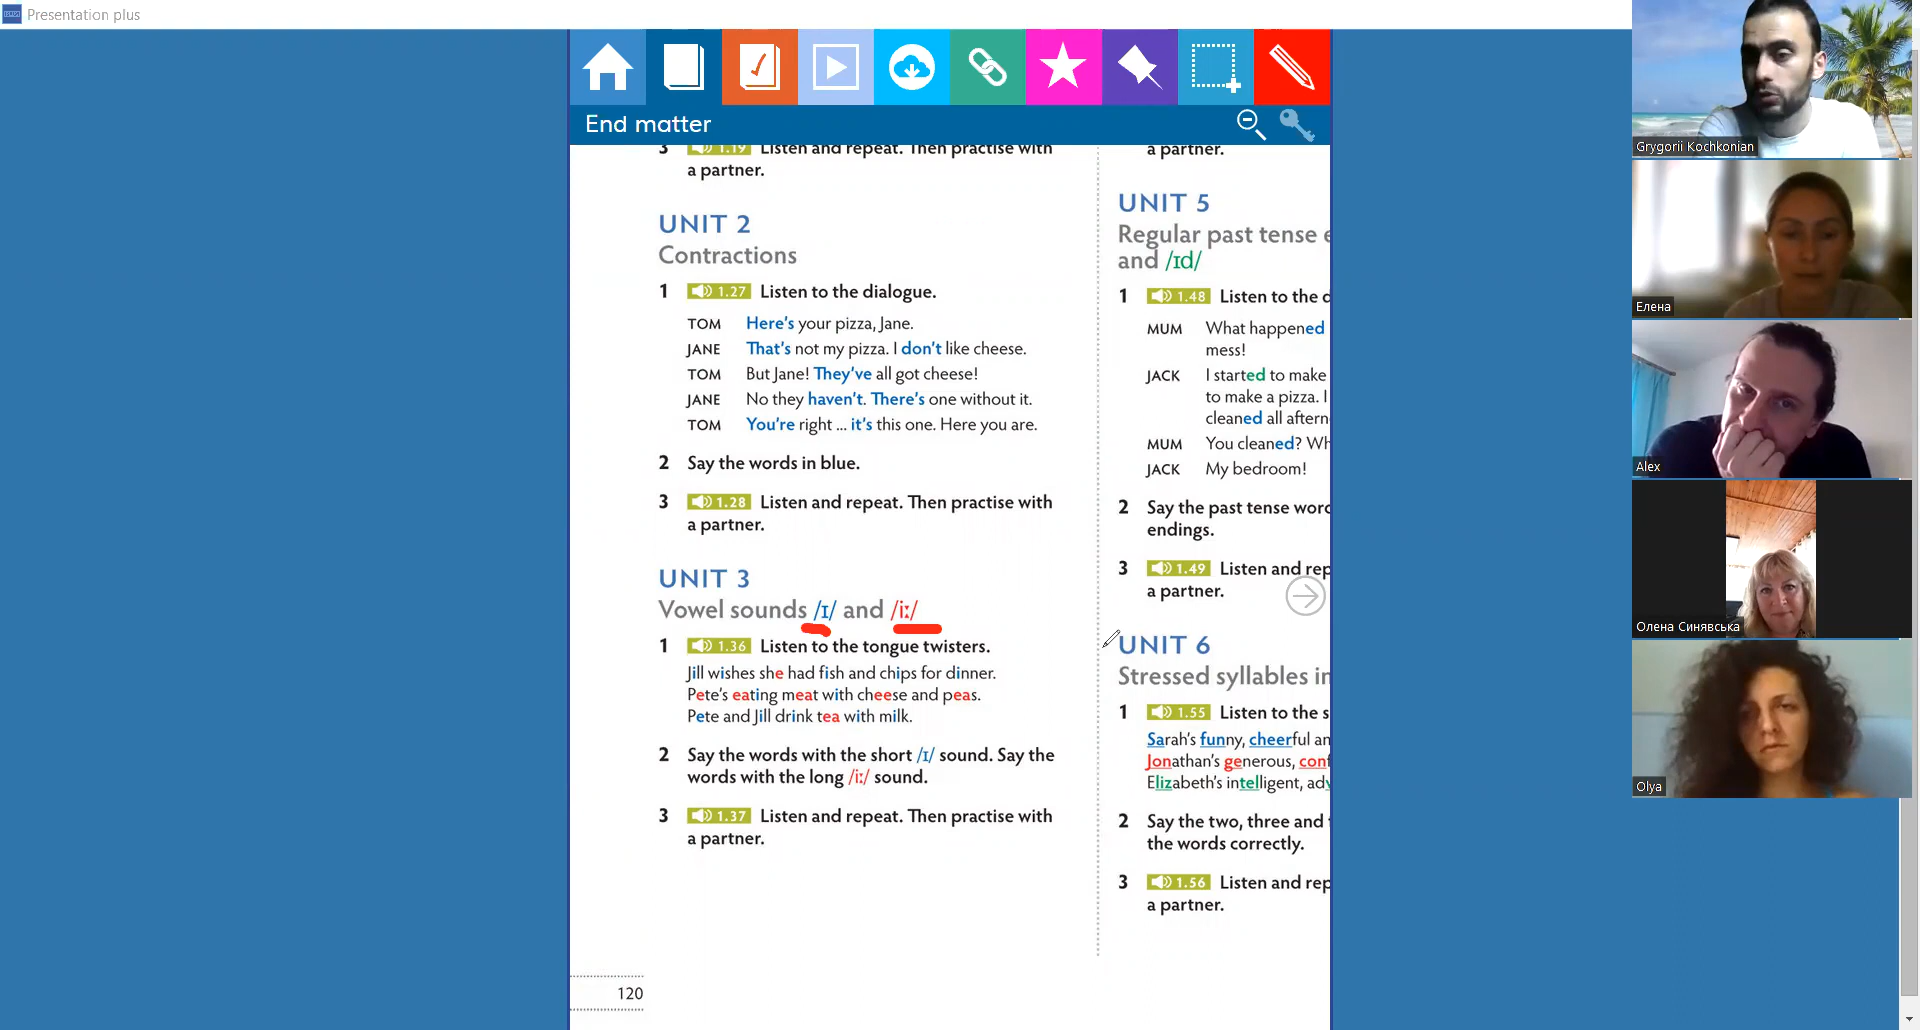 Presentation plus
End matter
3 1.19 Listen and repeat. Then practise with
a partner.
UNIT 2
Contractions
1 1.27 Listen to the dialogue.
TOM Here's your pizza, Jane.
JANE That's not my pizza. I don't like cheese.
TOM But Jane! They've all got cheese!
JANE No they haven't. There's one without it.
TOM You're right ... it's this one. Here you are.
2 Say the words in blue.
3 1.28 Listen and repeat. Then practise with
a partner.
UNIT 3
Vowel sounds /ɪ/ and /iː/
1 1.36 Listen to the tongue twisters.
Jill wishes she had fish and chips for dinner.
Pete's eating meat with cheese and peas.
Pete and Jill drink tea with milk.
2 Say the words with the short /ɪ/ sound. Say the
words with the long /iː/ sound.
3 1.37 Listen and repeat. Then practise with
a partner.
120
a partner.
UNIT 5
Regular past tense e
and /ɪd/
1 1.48 Listen to the d
MUM What happened
mess!
JACK I started to make
to make a pizza. I
cleaned all aftern
MUM You cleaned? Wh
JACK My bedroom!
2 Say the past tense word
endings.
3 1.49 Listen and rep
a partner.
UNIT 6
Stressed syllables in
1 1.55 Listen to the s
Sarah's funny, cheerful an
Jonathan's generous, conf
Elizabeth's intelligent, adv
2 Say the two, three and
the words correctly.
3 1.56 Listen and rep
a partner.
Grygorii Kochkonian
Елена
Alex
Олена Синявська
Olya